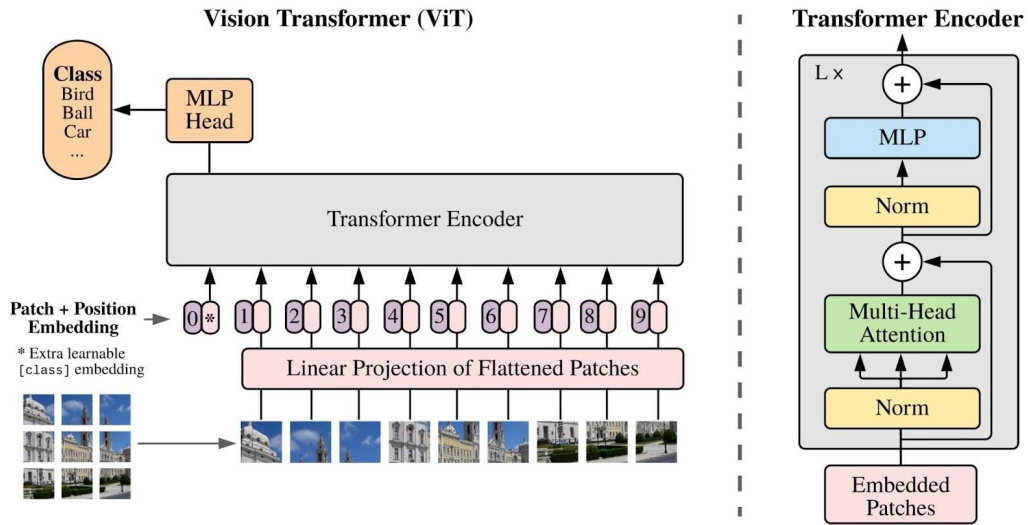 Vision Transformer (ViT)
Class
Bird
Ball
Car
...
MLP
Head
Transformer Encoder
Patch + Position
Embedding
0 * 1 2 3 4 5 6 7 8 9
* Extra learnable
[class] embedding
Linear Projection of Flattened Patches
Transformer Encoder
L x
+
MLP
Norm
+
Multi-Head
Attention
Norm
Embedded
Patches